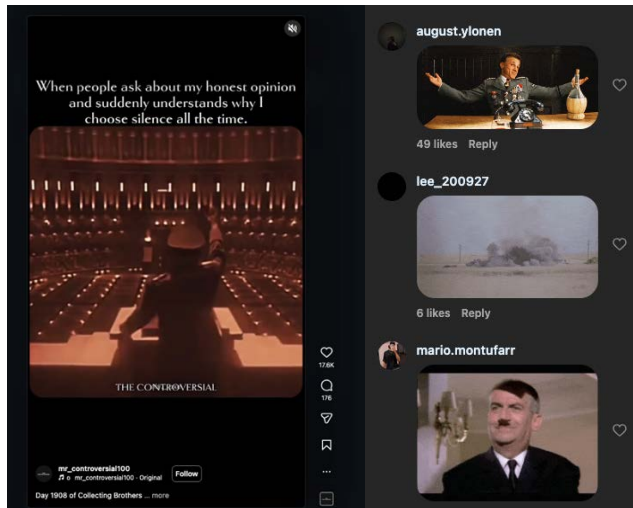 When people ask about my honest opinion
and suddenly understands why I
choose silence all the time.
THE CONTROVERSIAL
17.6K
176
mr_controversial100
mr_controversial100 · Original
Follow
Day 1908 of Collecting Brothers ... more
august.ylonen
49 likes Reply
lee_200927
6 likes Reply
mario.montufarr